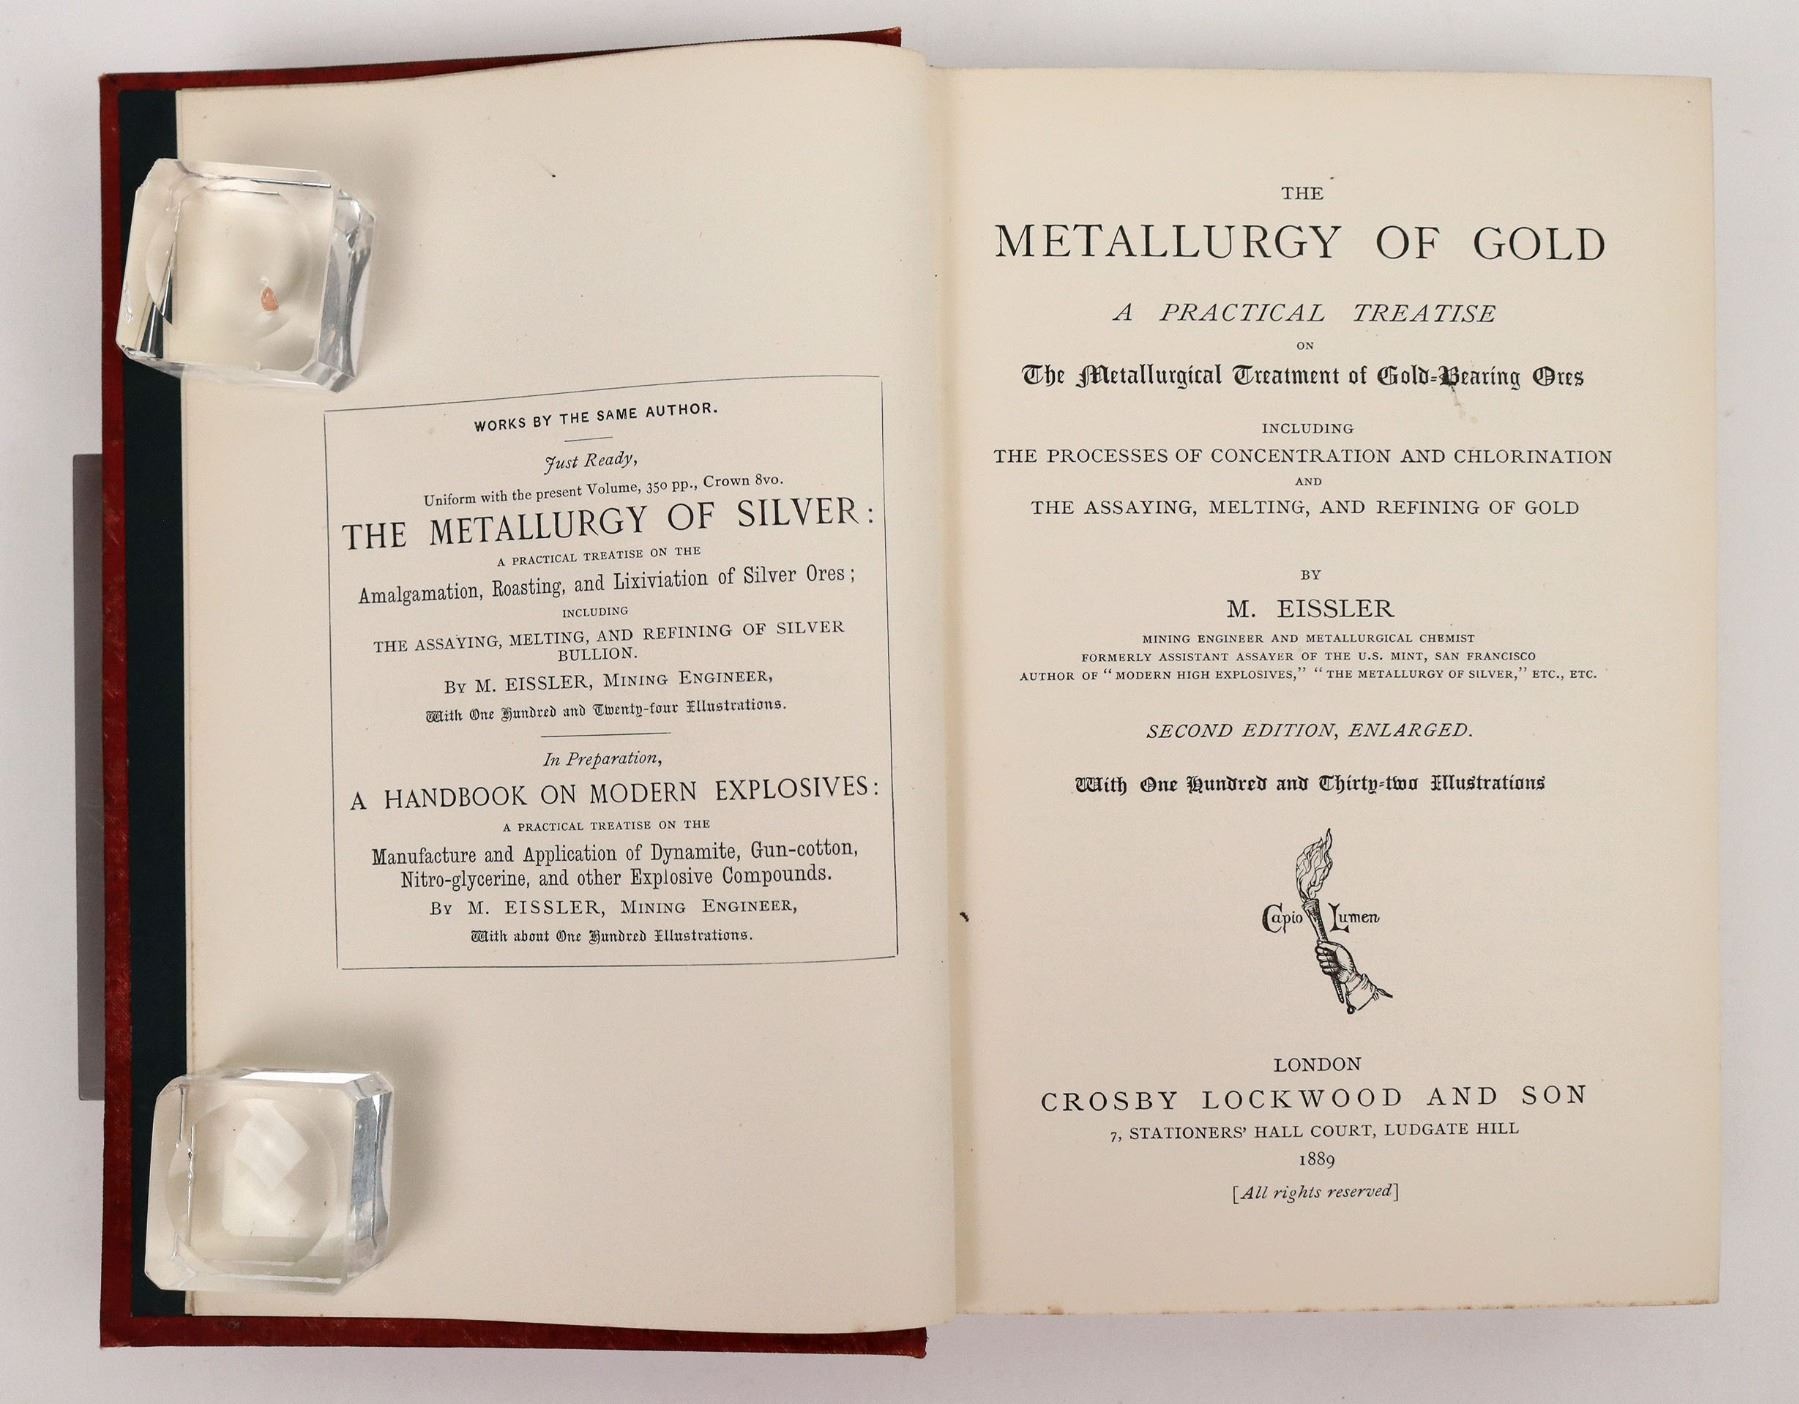 WORKS BY THE SAME AUTHOR.
Just Ready,
Uniform with the present Volume, 350 pp., Crown 8vo.
THE METALLURGY OF SILVER:
A PRACTICAL TREATISE ON THE
Amalgamation, Roasting, and Lixiviation of Silver Ores;
INCLUDING
THE ASSAYING, MELTING, AND REFINING OF SILVER
BULLION.
BY M. EISSLER, MINING ENGINEER,
With One Hundred and Twenty-four Illustrations.
In Preparation,
A HANDBOOK ON MODERN EXPLOSIVES:
A PRACTICAL TREATISE ON THE
Manufacture and Application of Dynamite, Gun-cotton,
Nitro-glycerine, and other Explosive Compounds.
BY M. EISSLER, MINING ENGINEER,
With about One Hundred Illustrations.
THE
METALLURGY OF GOLD
A PRACTICAL TREATISE
ON
The Metallurgical Treatment of Gold-Bearing Ores
INCLUDING
THE PROCESSES OF CONCENTRATION AND CHLORINATION
AND
THE ASSAYING, MELTING, AND REFINING OF GOLD
BY
M. EISSLER
MINING ENGINEER AND METALLURGICAL CHEMIST
FORMERLY ASSISTANT ASSAYER OF THE U.S. MINT, SAN FRANCISCO
AUTHOR OF "MODERN HIGH EXPLOSIVES," "THE METALLURGY OF SILVER," ETC., ETC.
SECOND EDITION, ENLARGED.
With One Hundred and Thirty-two Illustrations
Capio Lumen
LONDON
CROSBY LOCKWOOD AND SON
7, STATIONERS' HALL COURT, LUDGATE HILL
1889
[All rights reserved]